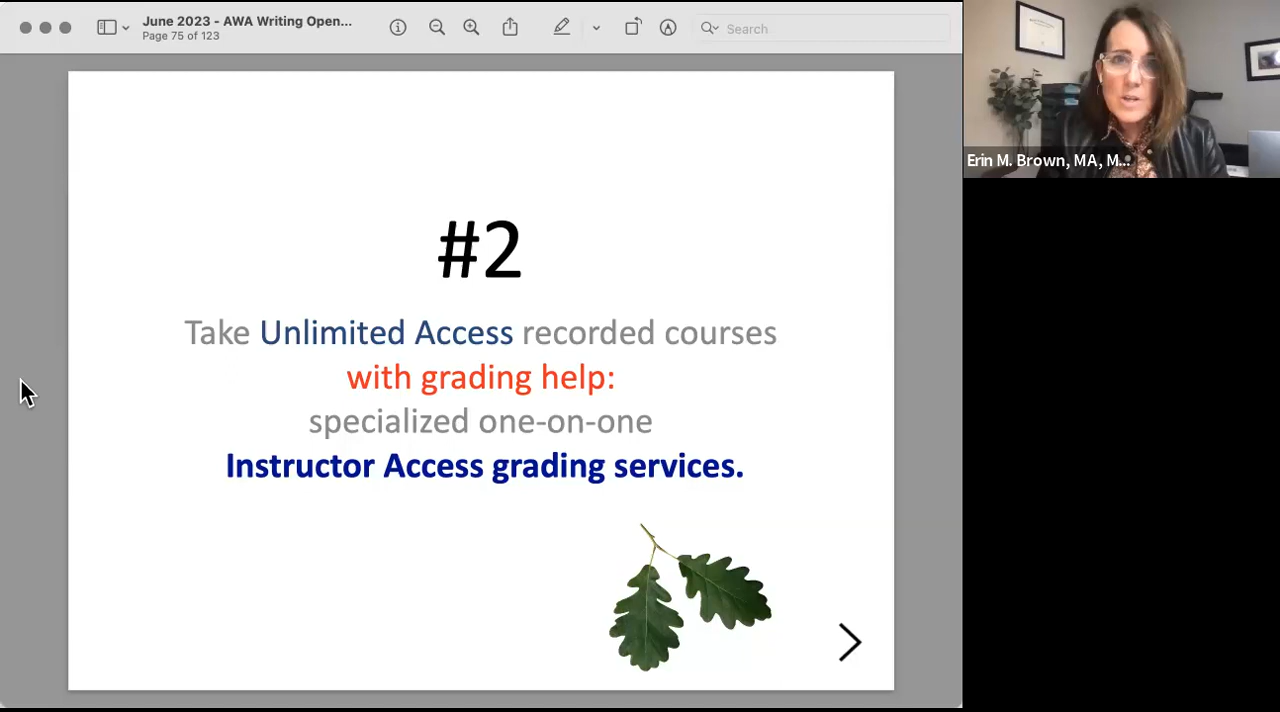 June 2023 - AWA Writing Open...
Page 75 of 123
Search
Erin M. Brown, MA, M...
#2
Take Unlimited Access recorded courses
with grading help:
specialized one-on-one
Instructor Access grading services.